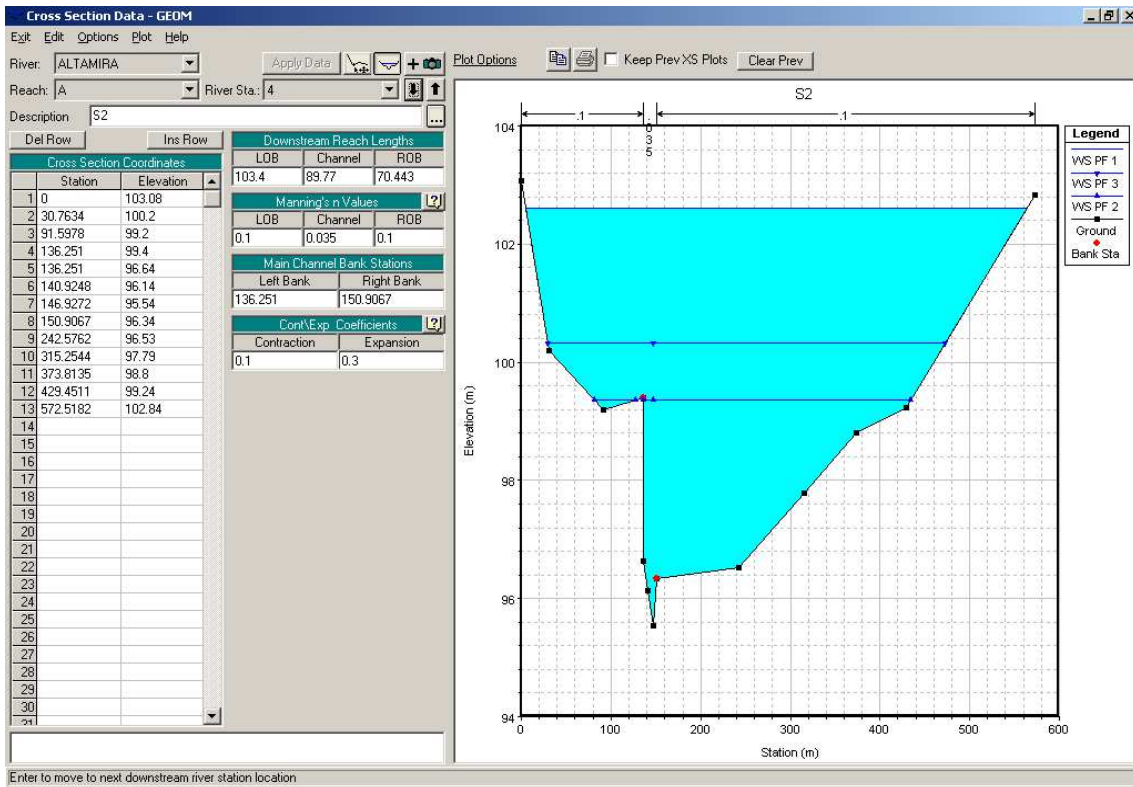 Cross Section Data - GEOM
Exit Edit Options Plot Help
River: ALTAMIRA
Apply Data
Reach: A
River Sta.: 4
Description S2
...
Del Row Ins Row
Cross Section Coordinates
Station Elevation
1 0 103.08
2 30.7634 100.2
3 91.5978 99.2
4 136.251 99.4
5 136.251 96.64
6 140.9248 96.14
7 146.9272 95.54
8 150.9067 96.34
9 242.5762 96.53
10 315.2544 97.79
11 373.8135 98.8
12 429.4511 99.24
13 572.5182 102.84
14
15
16
17
18
19
20
21
22
23
24
25
26
27
28
29
30
31
Downstream Reach Lengths
LOB Channel ROB
103.4 89.77 70.443
Manning's n Values
LOB Channel ROB
0.1 0.035 0.1
Main Channel Bank Stations
Left Bank Right Bank
136.251 150.9067
Cont\Exp Coefficients
Contraction Expansion
0.1 0.3
Plot Options
Keep Prev XS Plots
Clear Prev
S2
.1 .035 .1
104
102
100
98
96
94
Elevation (m)
0 100 200 300 400 500 600
Station (m)
Legend
WS PF 1
WS PF 3
WS PF 2
Ground
Bank Sta
Enter to move to next downstream river station location